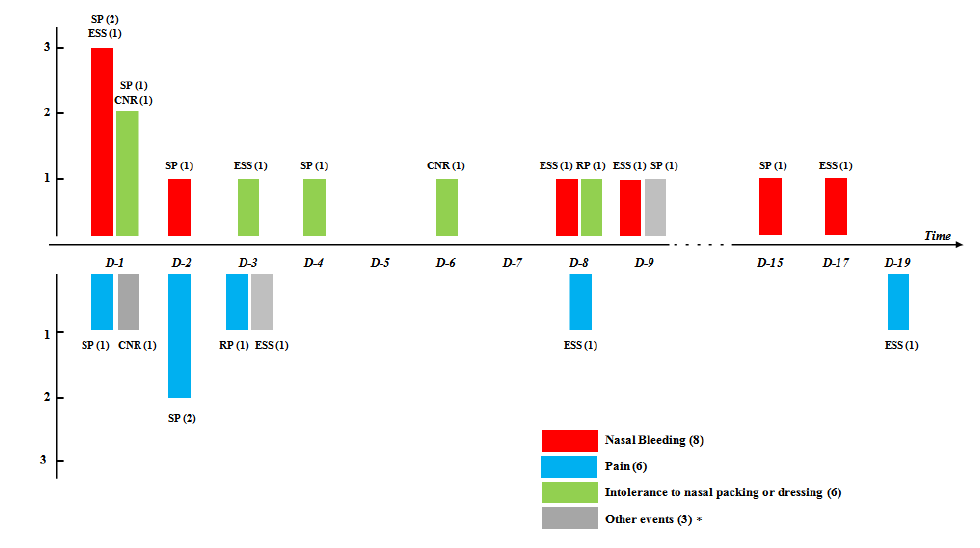 SP (2)
ESS (1)
3
SP (1)
CNR (1)
2
SP (1) ESS (1) SP (1) CNR (1) ESS (1) RP (1) ESS (1) SP (1) SP (1) ESS (1)
1
Time
D-1 D-2 D-3 D-4 D-5 D-6 D-7 D-8 D-9 D-15 D-17 D-19
1
SP (1) CNR (1) RP (1) ESS (1) ESS (1) ESS (1)
2
SP (2)
3
Nasal Bleeding (8)
Pain (6)
Intolerance to nasal packing or dressing (6)
Other events (3) *